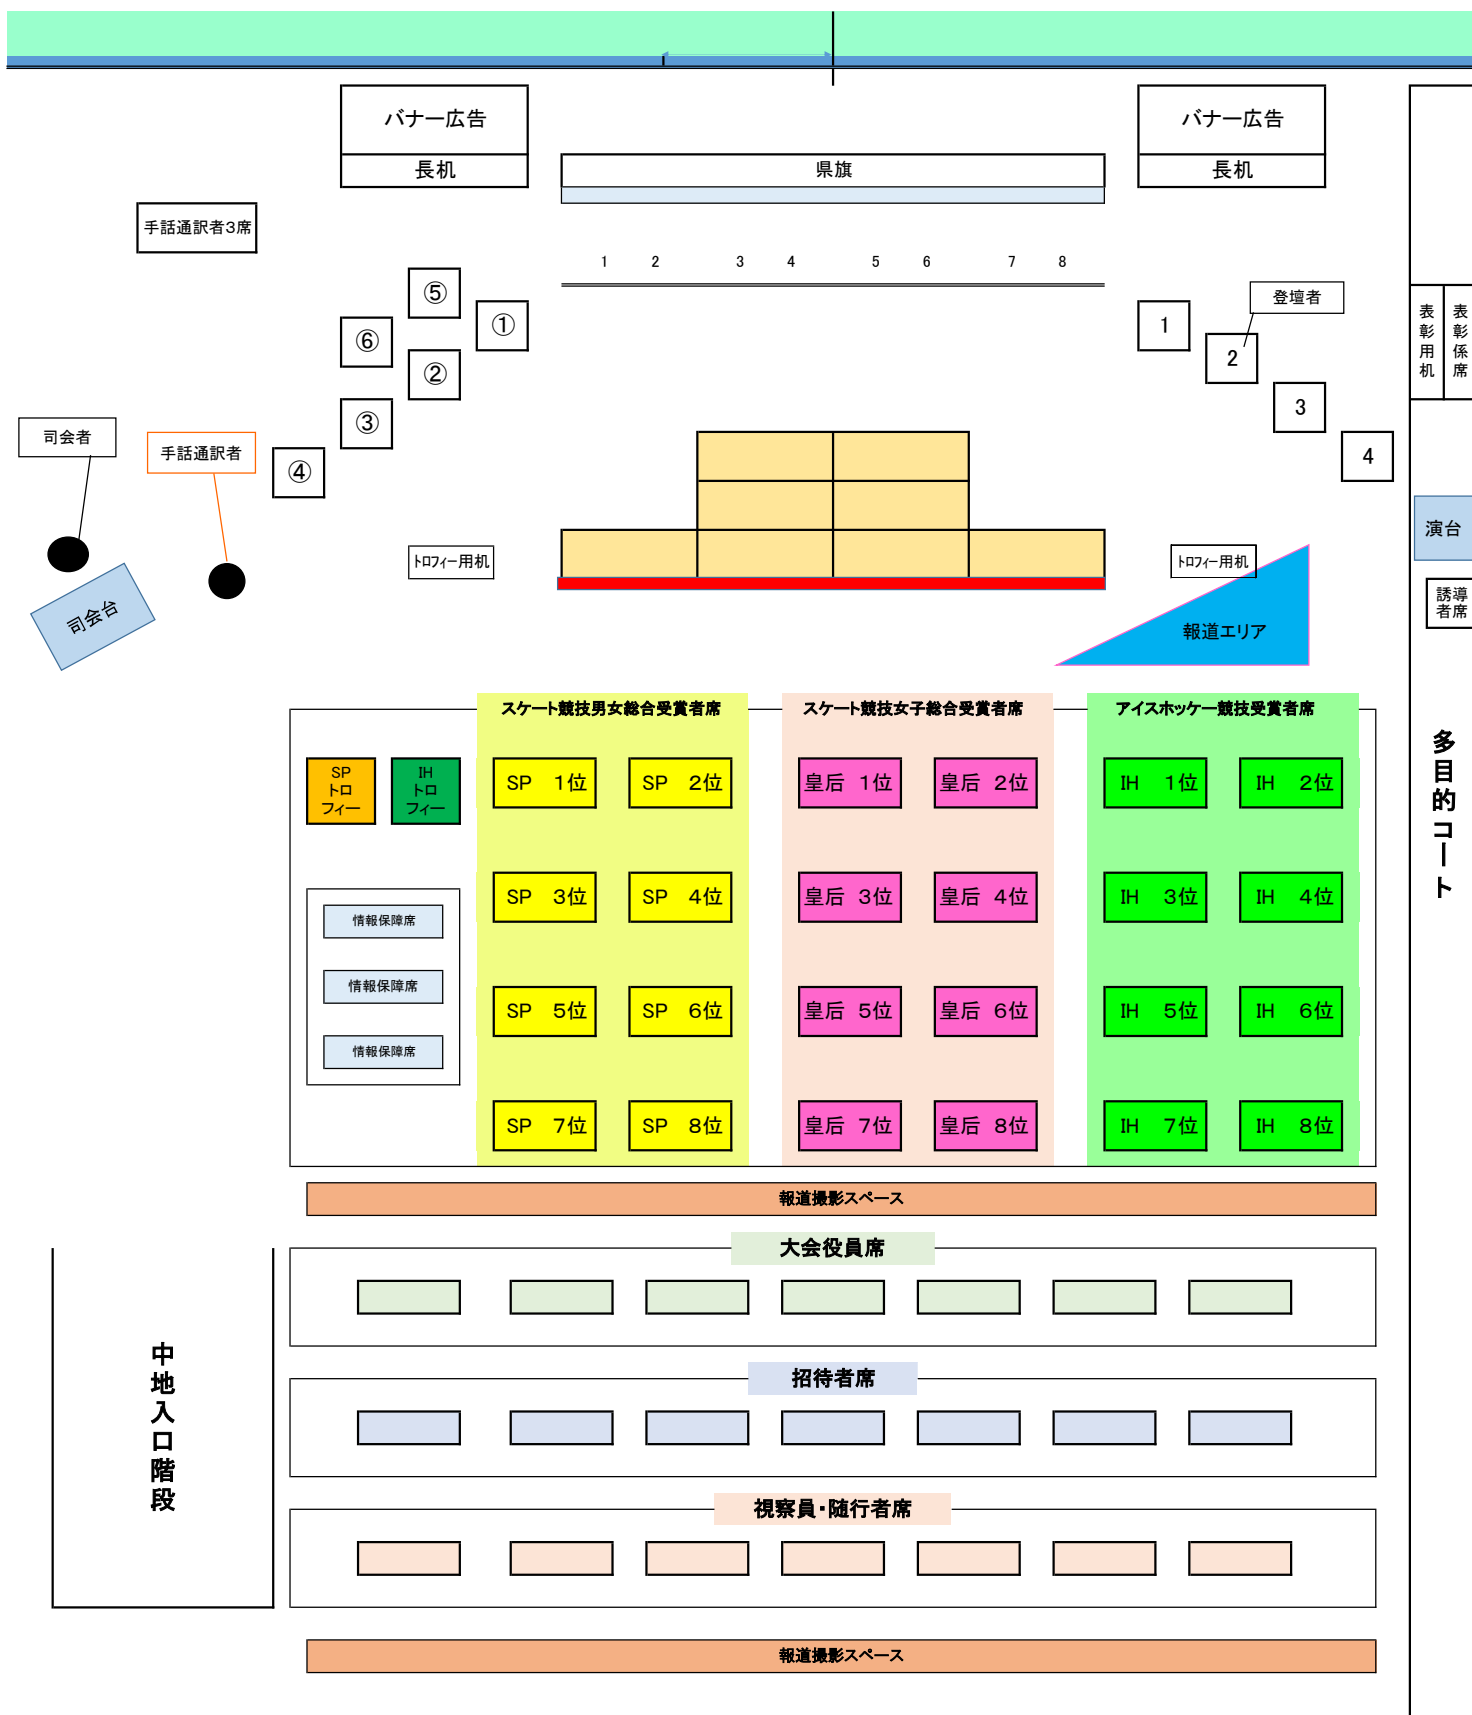 バナー広告
バナー広告
長机
県旗
長机
手話通訳者3席
1 2 3 4 5 6 7 8
⑤
①
⑥
②
③
④
1
登壇者
2
3
4
表彰用机
表彰係席
司会者
手話通訳者
司会台
トロフィー用机
トロフィー用机
報道エリア
演台
誘導
者席
多目的コート
スケート競技男女総合受賞者席
スケート競技女子総合受賞者席
アイスホッケー競技受賞者席
SP
トロ
フィー
IH
トロ
フィー
SP 1位
SP 2位
皇后 1位
皇后 2位
IH 1位
IH 2位
SP 3位
SP 4位
皇后 3位
皇后 4位
IH 3位
IH 4位
情報保障席
情報保障席
情報保障席
SP 5位
SP 6位
皇后 5位
皇后 6位
IH 5位
IH 6位
SP 7位
SP 8位
皇后 7位
皇后 8位
IH 7位
IH 8位
報道撮影スペース
大会役員席
中地入口階段
招待者席
視察員・随行者席
報道撮影スペース